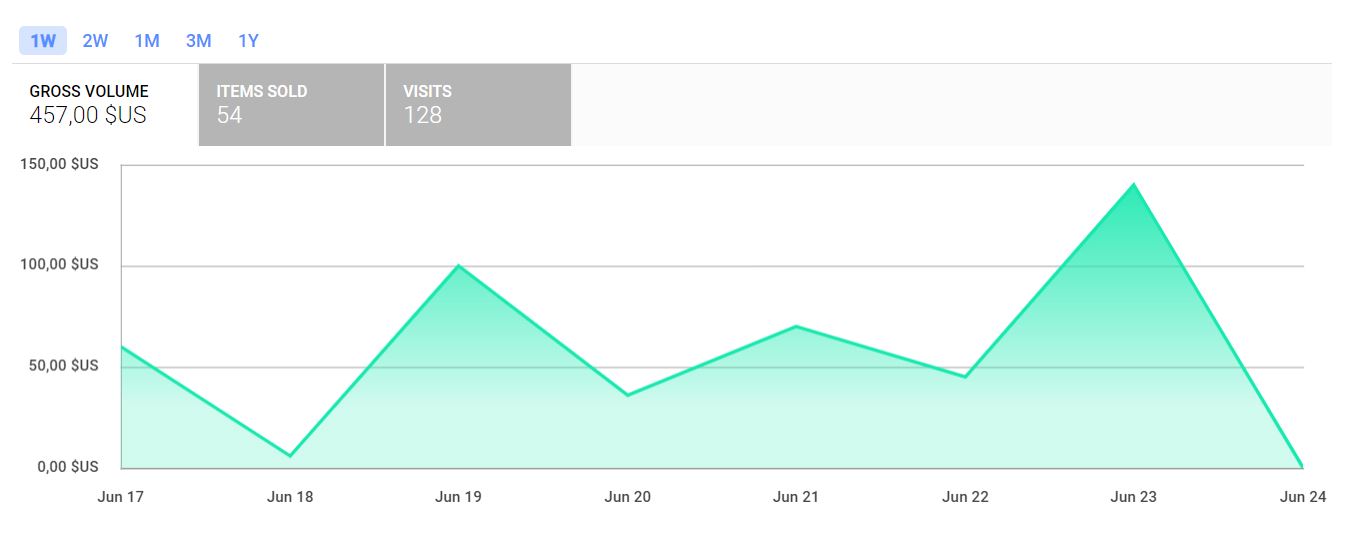 1W 2W 1M 3M 1Y
GROSS VOLUME ITEMS SOLD VISITS
457,00 $US 54 128
150,00 $US
100,00 $US
50,00 $US
0,00 $US
Jun 17 Jun 18 Jun 19 Jun 20 Jun 21 Jun 22 Jun 23 Jun 24